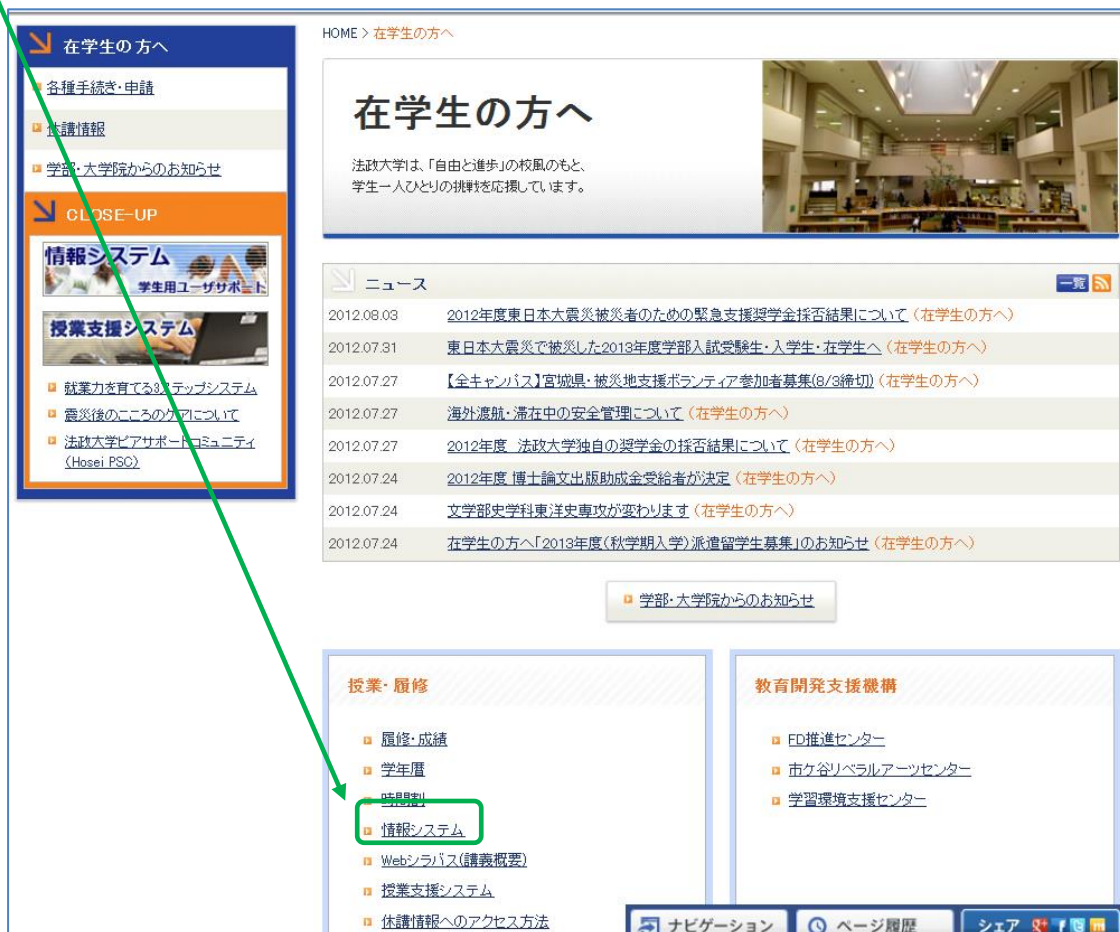 在学生の方へ
各種手続き・申請
休講情報
学部・大学院からのお知らせ
CLOSE-UP
情報システム
学生用ユーザサポート
授業支援システム
就業力を育てる3ステップシステム
震災後のこころのケアについて
法政大学ピアサポートコミュニティ
(Hosei PSC)
HOME > 在学生の方へ
在学生の方へ
法政大学は、「自由と進歩」の校風のもと、
学生一人ひとりの挑戦を応援しています。
ニュース 一覧
2012.08.03 2012年度東日本大震災被災者のための緊急支援奨学金採否結果について (在学生の方へ)
2012.07.31 東日本大震災で被災した2013年度学部入試受験生・入学生・在学生へ (在学生の方へ)
2012.07.27 【全キャンパス】宮城県・被災地支援ボランティア参加者募集(8/3締切) (在学生の方へ)
2012.07.27 海外渡航・滞在中の安全管理について (在学生の方へ)
2012.07.27 2012年度 法政大学独自の奨学金の採否結果について (在学生の方へ)
2012.07.24 2012年度 博士論文出版助成金受給者が決定 (在学生の方へ)
2012.07.24 文学部史学科東洋史専攻が変わります (在学生の方へ)
2012.07.24 在学生の方へ「2013年度(秋学期入学)派遣留学生募集」のお知らせ (在学生の方へ)
学部・大学院からのお知らせ
授業・履修
履修・成績
学年暦
時間割
情報システム
Webシラバス(講義概要)
授業支援システム
休講情報へのアクセス方法
教育開発支援機構
FD推進センター
市ケ谷リベラルアーツセンター
学習環境支援センター
ナビゲーション ページ履歴 シェア